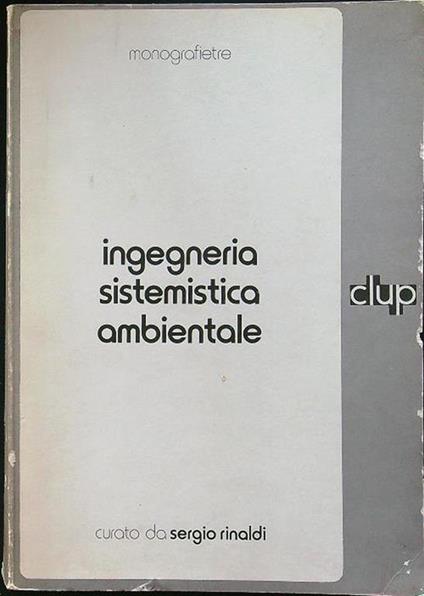 monografietre
ingegneria
sistemistica
ambientale
clup
curato da sergio rinaldi